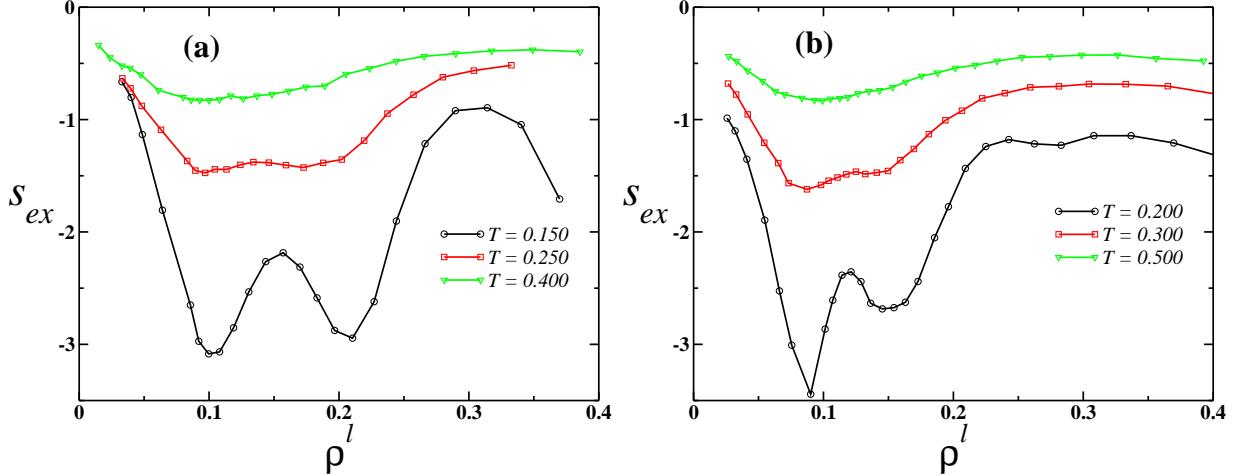 (a)
0
-1
-2
-3
0 0.1 0.2 0.3 0.4
s_ex
ρ^l
T = 0.150
T = 0.250
T = 0.400
(b)
0
-1
-2
-3
0 0.1 0.2 0.3 0.4
s_ex
ρ^l
T = 0.200
T = 0.300
T = 0.500